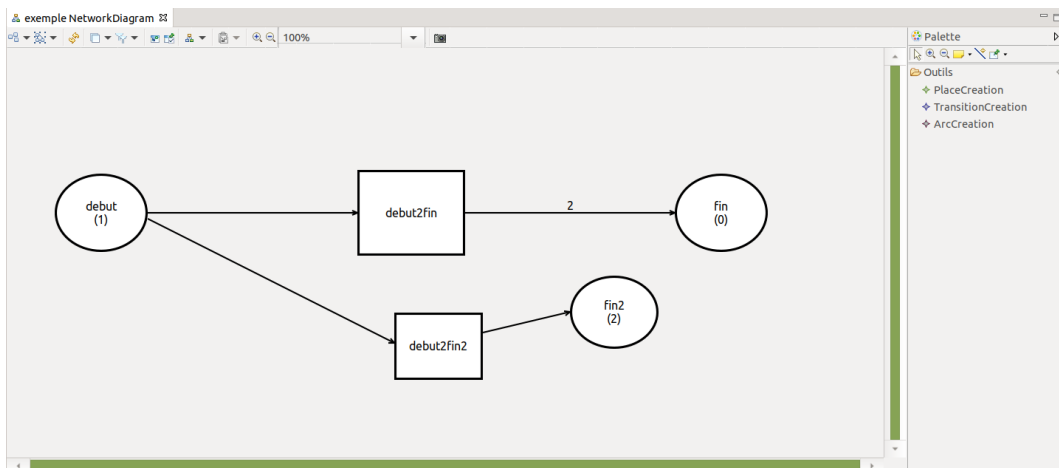 exemple NetworkDiagram
100%
Palette
Outils
PlaceCreation
TransitionCreation
ArcCreation
debut
(1)
debut2fin
2
fin
(0)
debut2fin2
fin2
(2)